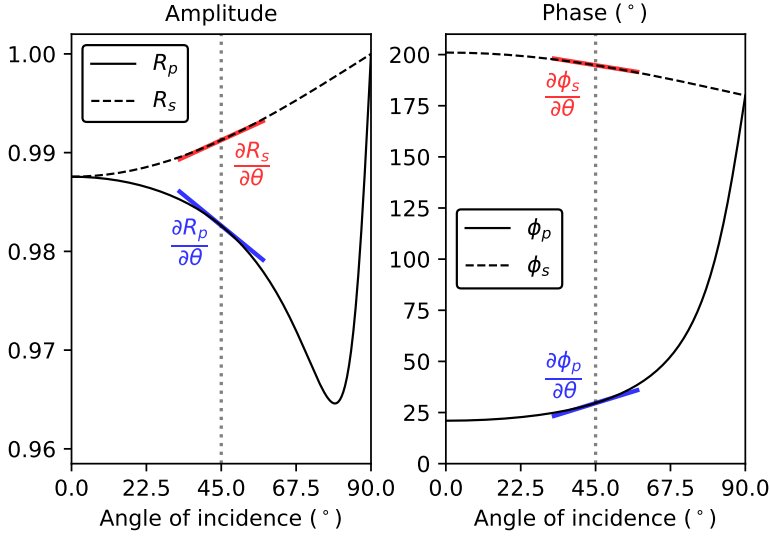 Amplitude
1.00
0.99
0.98
0.97
0.96
R_p
R_s
∂R_s
∂θ
∂R_p
∂θ
0.0 22.5 45.0 67.5 90.0
Angle of incidence (°)
Phase (°)
200
175
150
125
100
75
50
25
0
∂ϕ_s
∂θ
ϕ_p
ϕ_s
∂ϕ_p
∂θ
0.0 22.5 45.0 67.5 90.0
Angle of incidence (°)